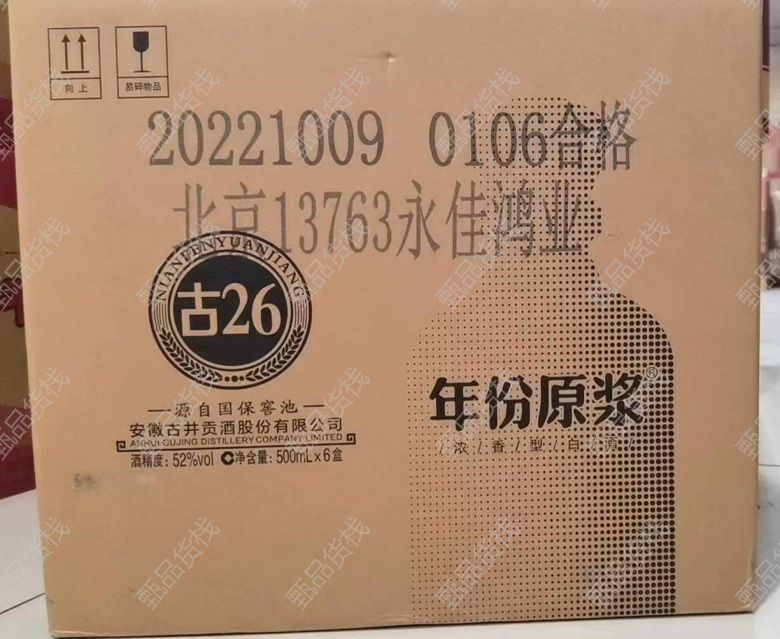 向上
易碎物品
20221009 0106合格
北京13763永佳鸿业
NIANFENYUANJIANG
古26
源自国保窖池
安徽古井贡酒股份有限公司
ANHUI GUJING DISTILLERY COMPANY LIMITED
酒精度：52%vol 净含量：500mL x 6盒
年份原浆®
/浓/香/型/白/酒/
甄品货栈